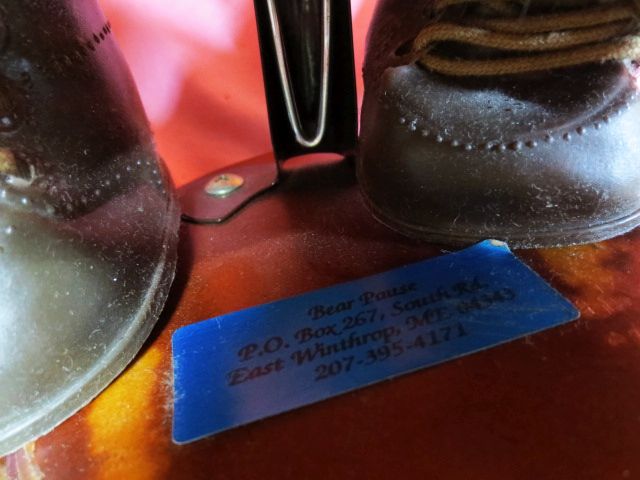 Bear Pause
P.O. Box 267, South Rd.
East Winthrop, ME 04343
207-395-4171